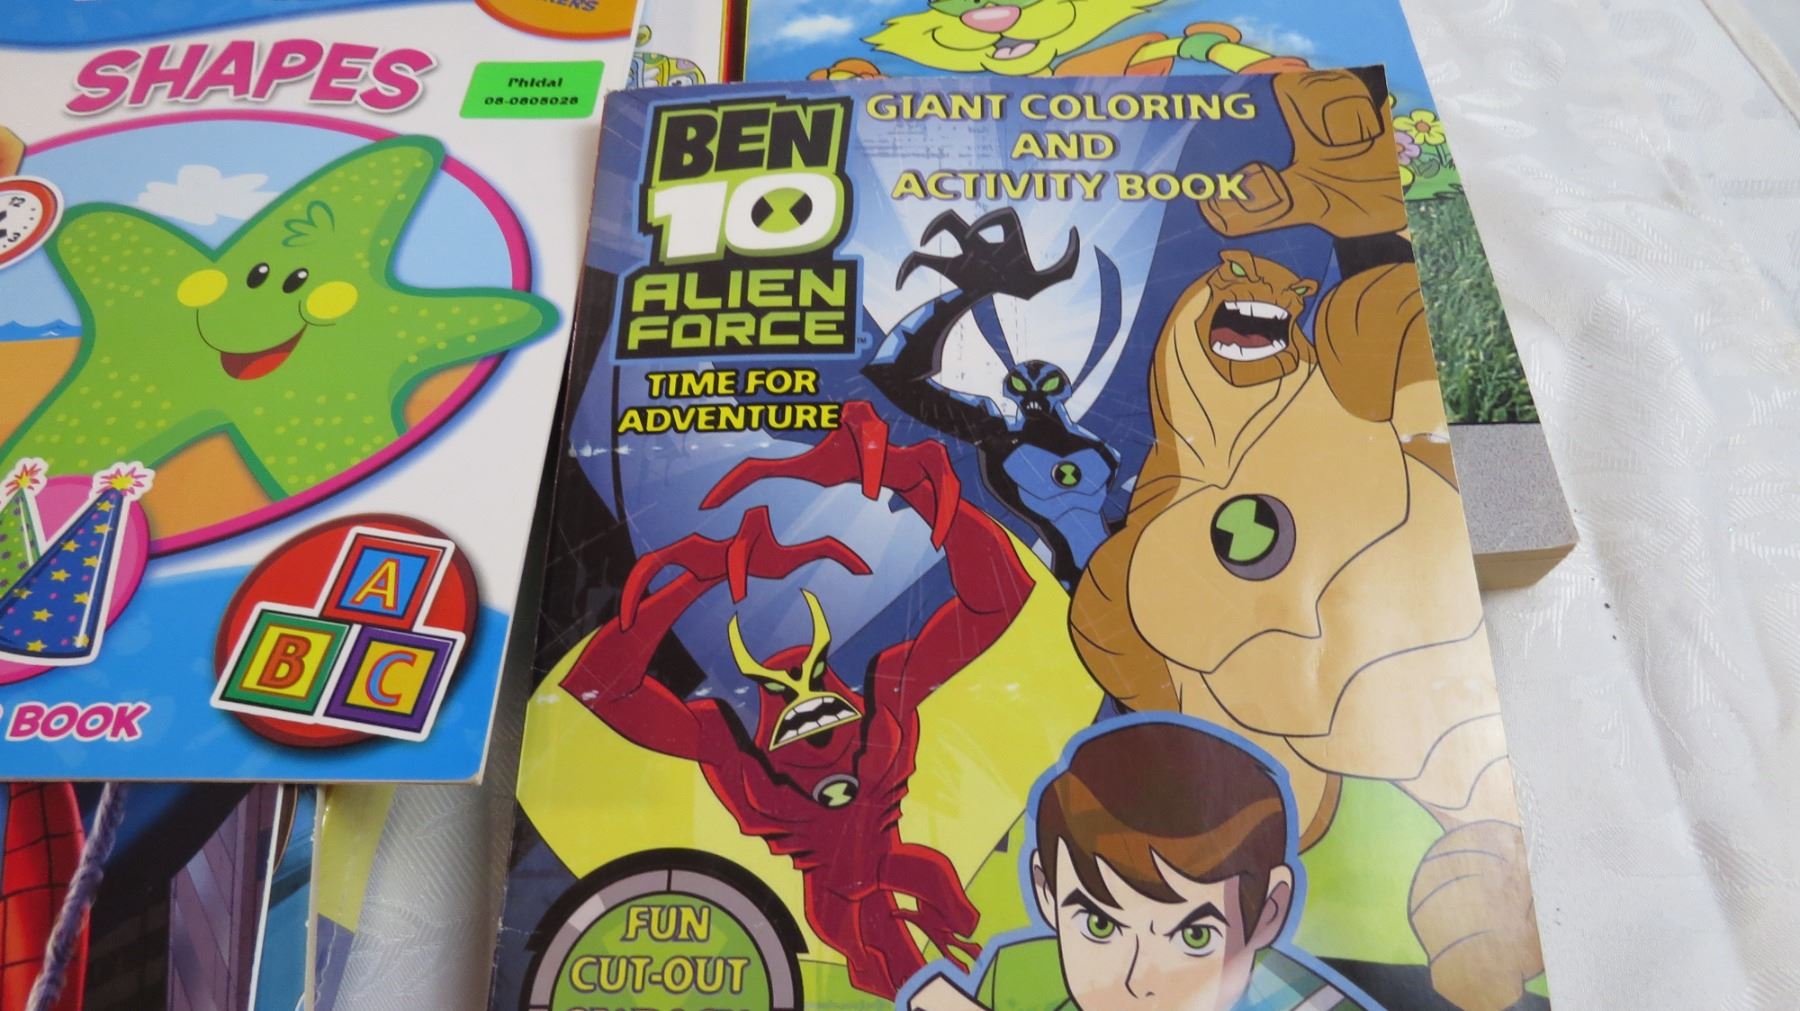 SHAPES
Phidal
08-0808028
A
B
C
BOOK
BEN
10
ALIEN
FORCE
TIME FOR
ADVENTURE
GIANT COLORING
AND
ACTIVITY BOOK
FUN
CUT-OUT